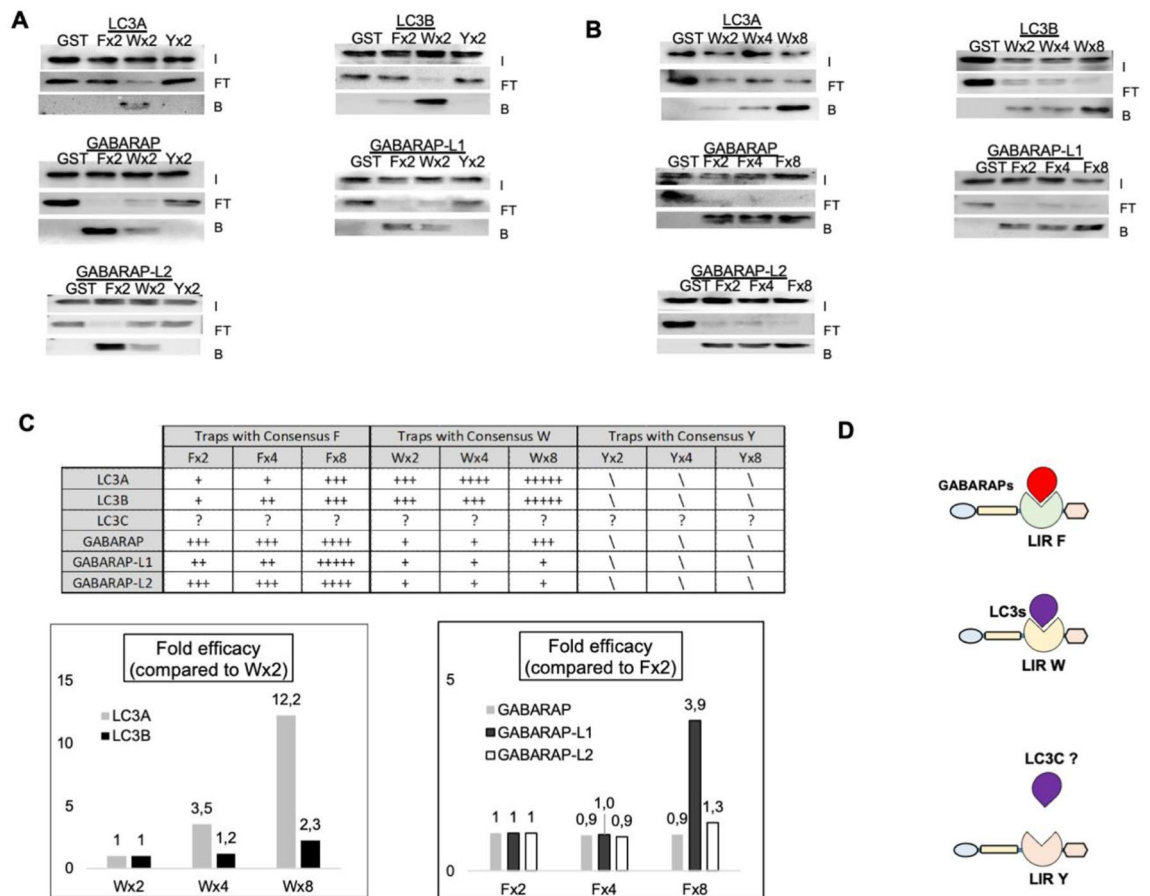 A
LC3A
GST Fx2 Wx2 Yx2
I
FT
B
LC3B
GST Fx2 Wx2 Yx2
I
FT
B
GABARAP
GST Fx2 Wx2 Yx2
I
FT
B
GABARAP-L1
GST Fx2 Wx2 Yx2
I
FT
B
GABARAP-L2
GST Fx2 Wx2 Yx2
I
FT
B
B
LC3A
GST Wx2 Wx4 Wx8
I
FT
B
LC3B
GST Wx2 Wx4 Wx8
I
FT
B
GABARAP
GST Fx2 Fx4 Fx8
I
FT
B
GABARAP-L1
GST Fx2 Fx4 Fx8
I
FT
B
GABARAP-L2
GST Fx2 Fx4 Fx8
I
FT
B
C
Traps with Consensus F Traps with Consensus W Traps with Consensus Y
Fx2 Fx4 Fx8 Wx2 Wx4 Wx8 Yx2 Yx4 Yx8
LC3A + + +++ +++ ++++ +++++ \ \ \
LC3B + ++ +++ +++ +++ +++++ \ \ \
LC3C ? ? ? ? ? ? ? ? ?
GABARAP +++ +++ ++++ + + +++ \ \ \
GABARAP-L1 ++ ++ +++++ + + + \ \ \
GABARAP-L2 +++ +++ ++++ + + + \ \ \
Fold efficacy
(compared to Wx2)
15
10
5
0
LC3A
LC3B
1 1
3,5
1,2
12,2
2,3
Wx2 Wx4 Wx8
Fold efficacy
(compared to Fx2)
5
0
GABARAP
GABARAP-L1
GABARAP-L2
1 1 1
0,9
1,0
0,9
0,9
3,9
1,3
Fx2 Fx4 Fx8
D
GABARAPs
LIR F
LC3s
LIR W
LC3C ?
LIR Y